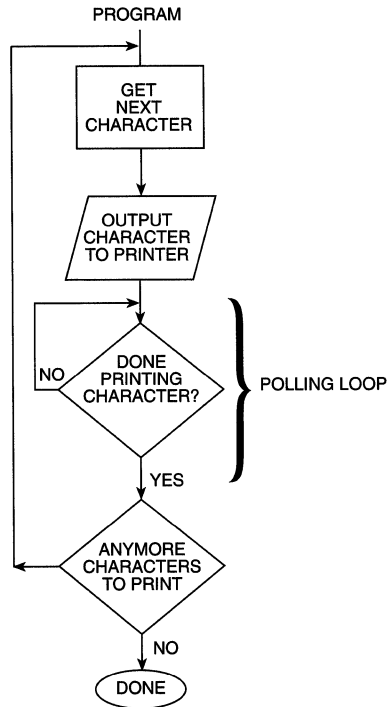 PROGRAM
GET
NEXT
CHARACTER
OUTPUT
CHARACTER
TO PRINTER
DONE
PRINTING
CHARACTER?
NO
POLLING LOOP
YES
ANYMORE
CHARACTERS
TO PRINT
NO
DONE